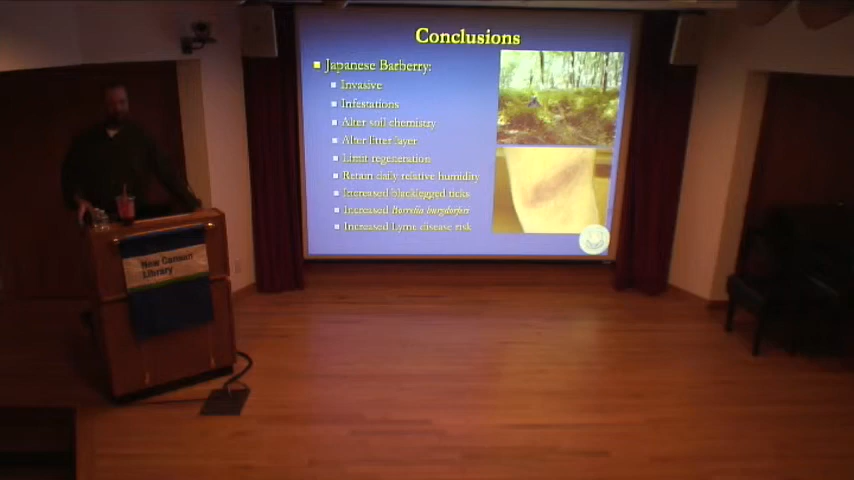 Conclusions
Japanese Barberry:
Invasive
Infestations
Alter soil chemistry
Alter litter layer
Limit regeneration
Retain daily relative humidity
Increased blacklegged ticks
Increased Borrelia burgdorferi
Increased Lyme disease risk
New Canaan
Library